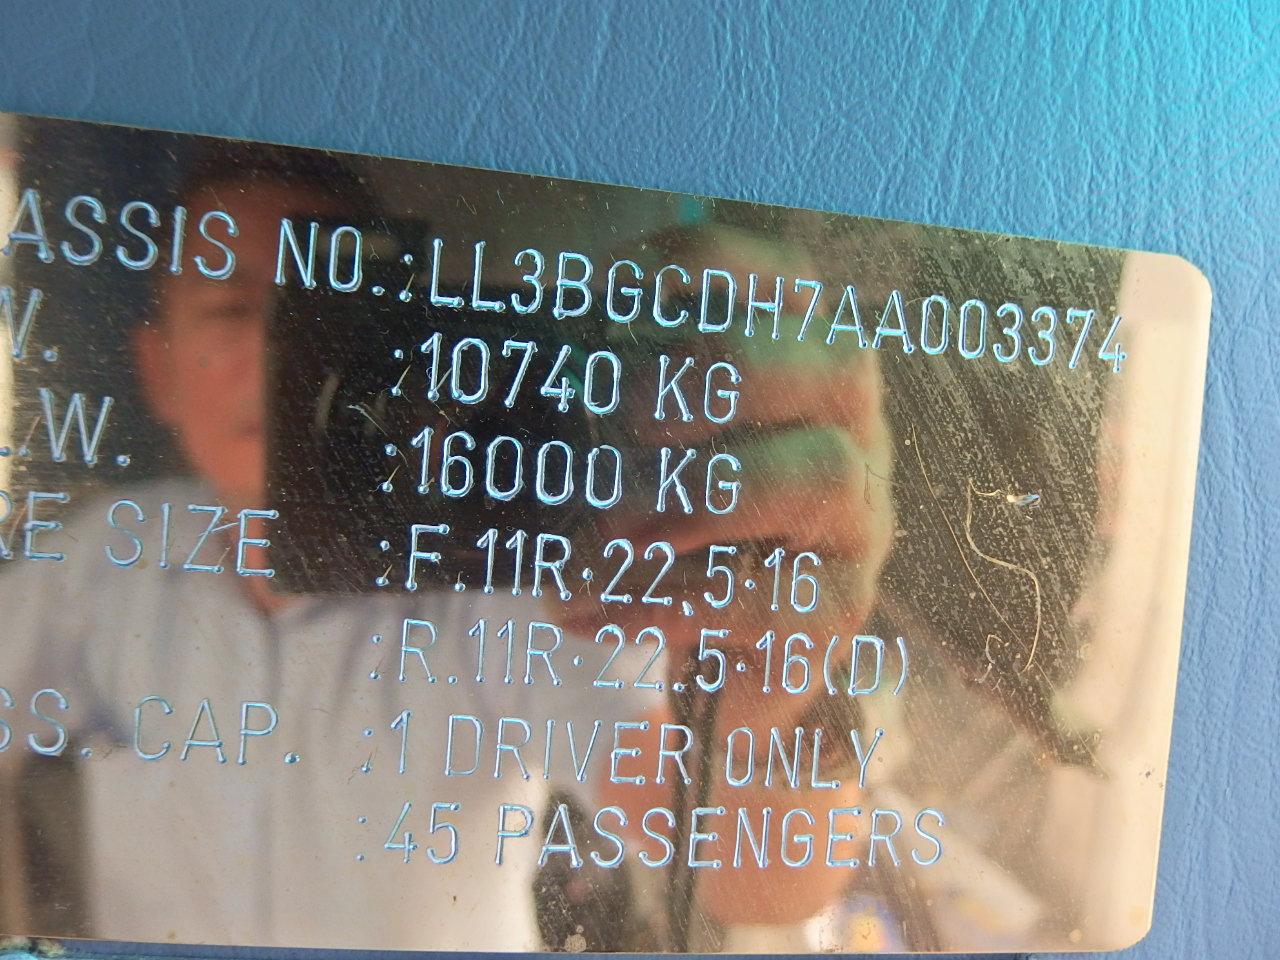 ASSIS NO.:LL3BGCDH7AA003374
W. :10740 KG
.W. :16000 KG
RE SIZE :F.11R.22.5.16
:R.11R.22.5.16(D)
SS. CAP. :1 DRIVER ONLY
:45 PASSENGERS